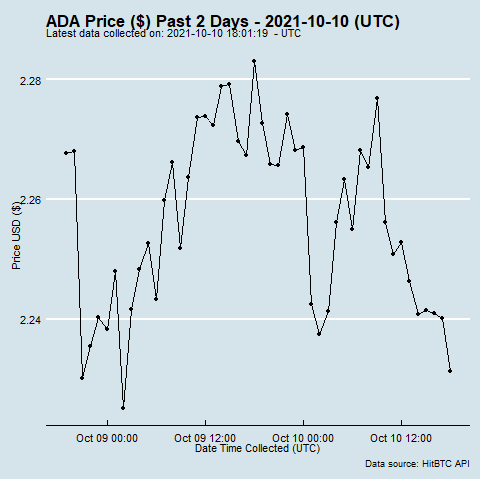 ADA Price ($) Past 2 Days - 2021-10-10 (UTC)
Latest data collected on: 2021-10-10 18:01:19 - UTC
2.28
2.26
2.24
Price USD ($)
Oct 09 00:00
Oct 09 12:00
Oct 10 00:00
Oct 10 12:00
Date Time Collected (UTC)
Data source: HitBTC API